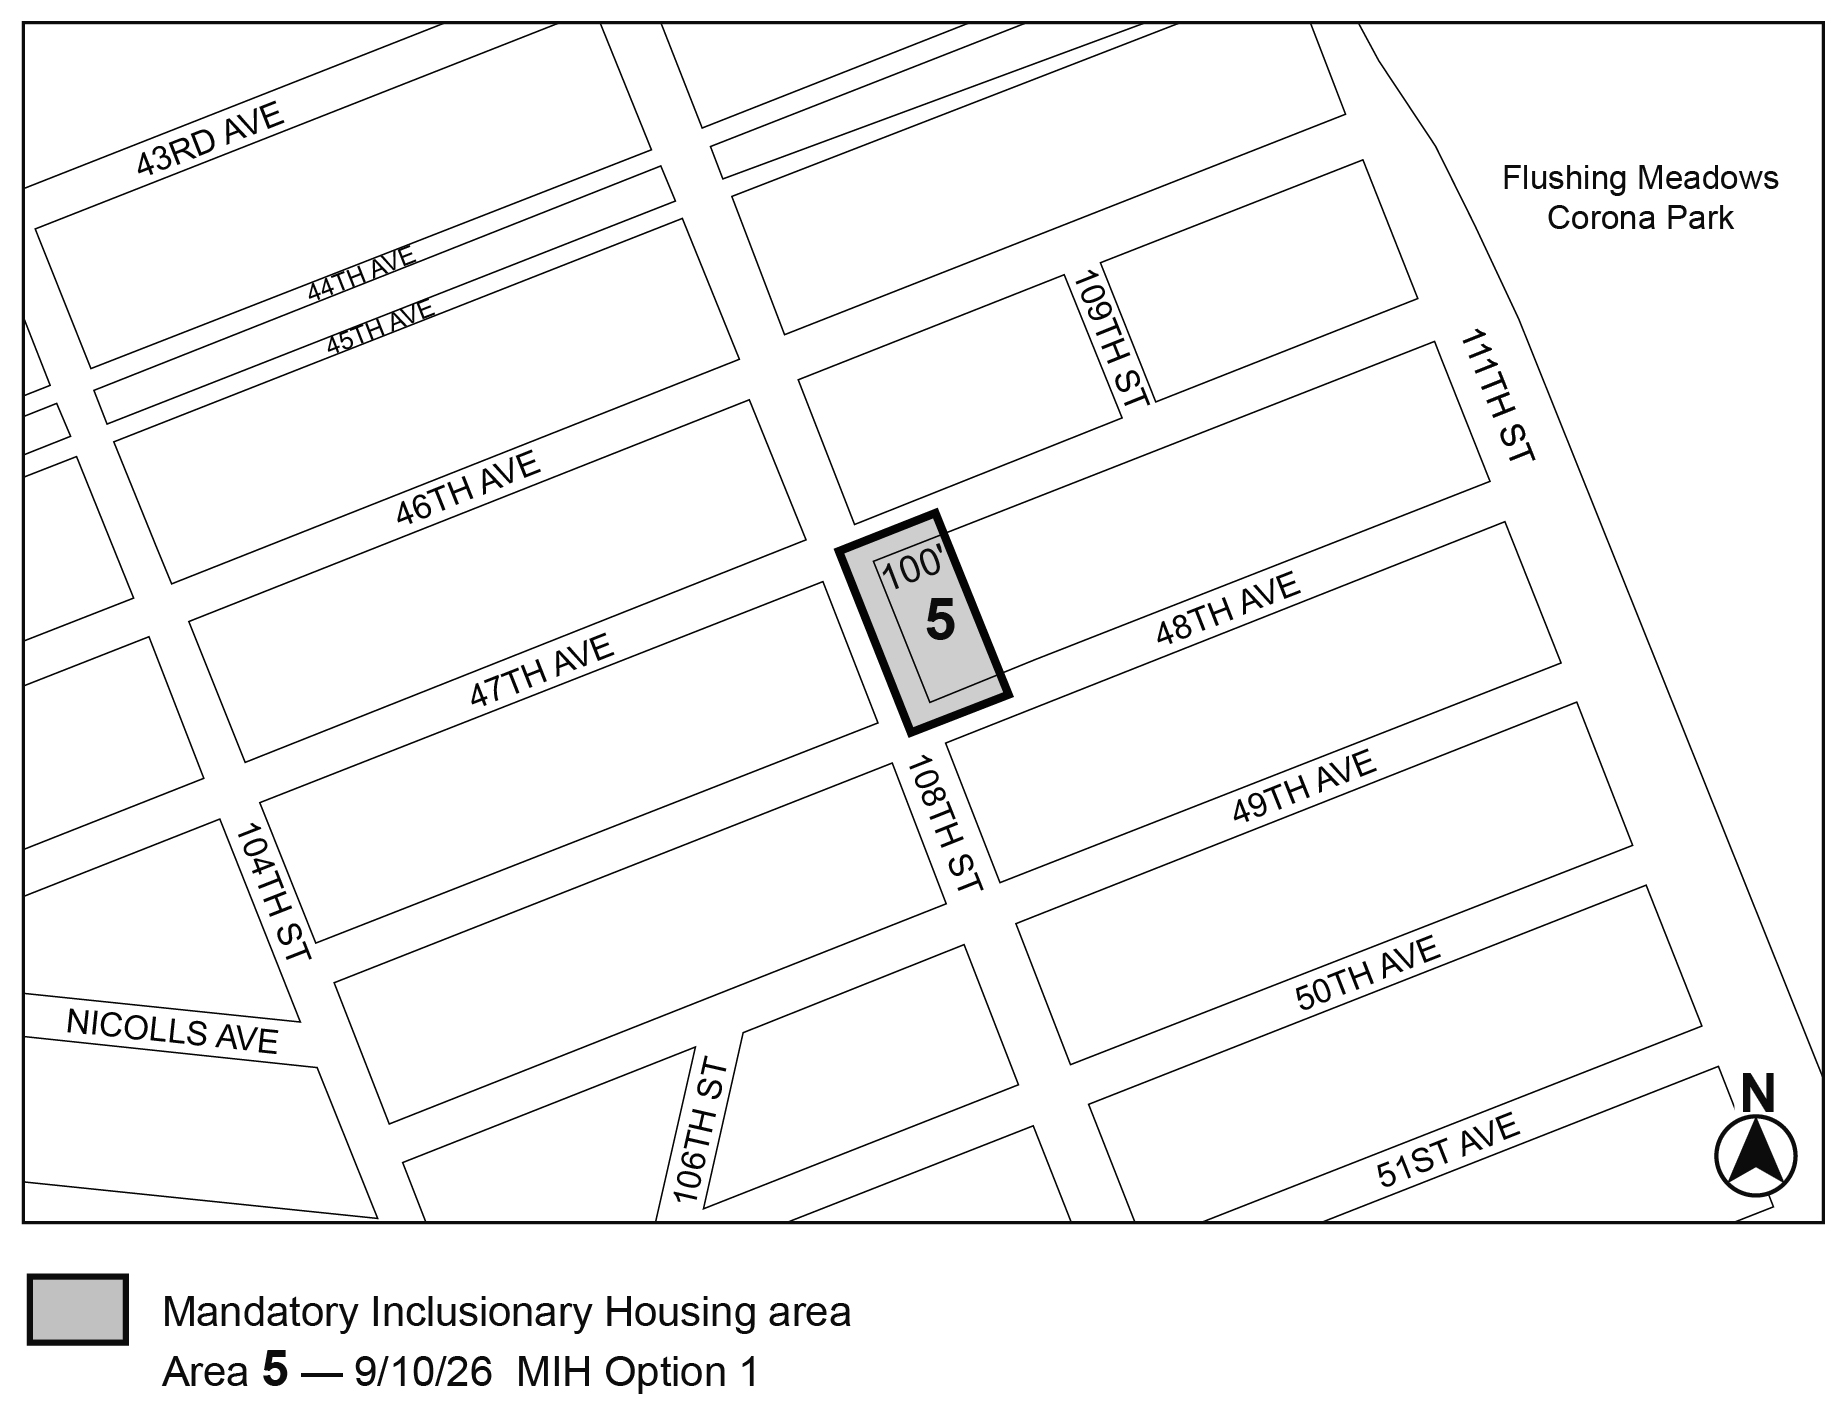 43RD AVE
Flushing Meadows
Corona Park
44TH AVE
45TH AVE
109TH ST
111TH ST
46TH AVE
100'
5
48TH AVE
47TH AVE
49TH AVE
108TH ST
104TH ST
50TH AVE
NICOLLS AVE
106TH ST
N
51ST AVE
Mandatory Inclusionary Housing area
Area 5 — 9/10/26 MIH Option 1